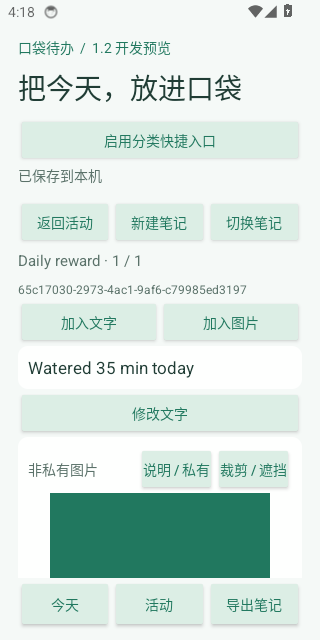 4:18
口袋待办 / 1.2 开发预览
把今天，放进口袋
启用分类快捷入口
已保存到本机
返回活动 新建笔记 切换笔记
Daily reward · 1 / 1
65c17030-2973-4ac1-9af6-c79985ed3197
加入文字 加入图片
Watered 35 min today
修改文字
非私有图片 说明 / 私有 裁剪 / 遮挡
今天 活动 导出笔记